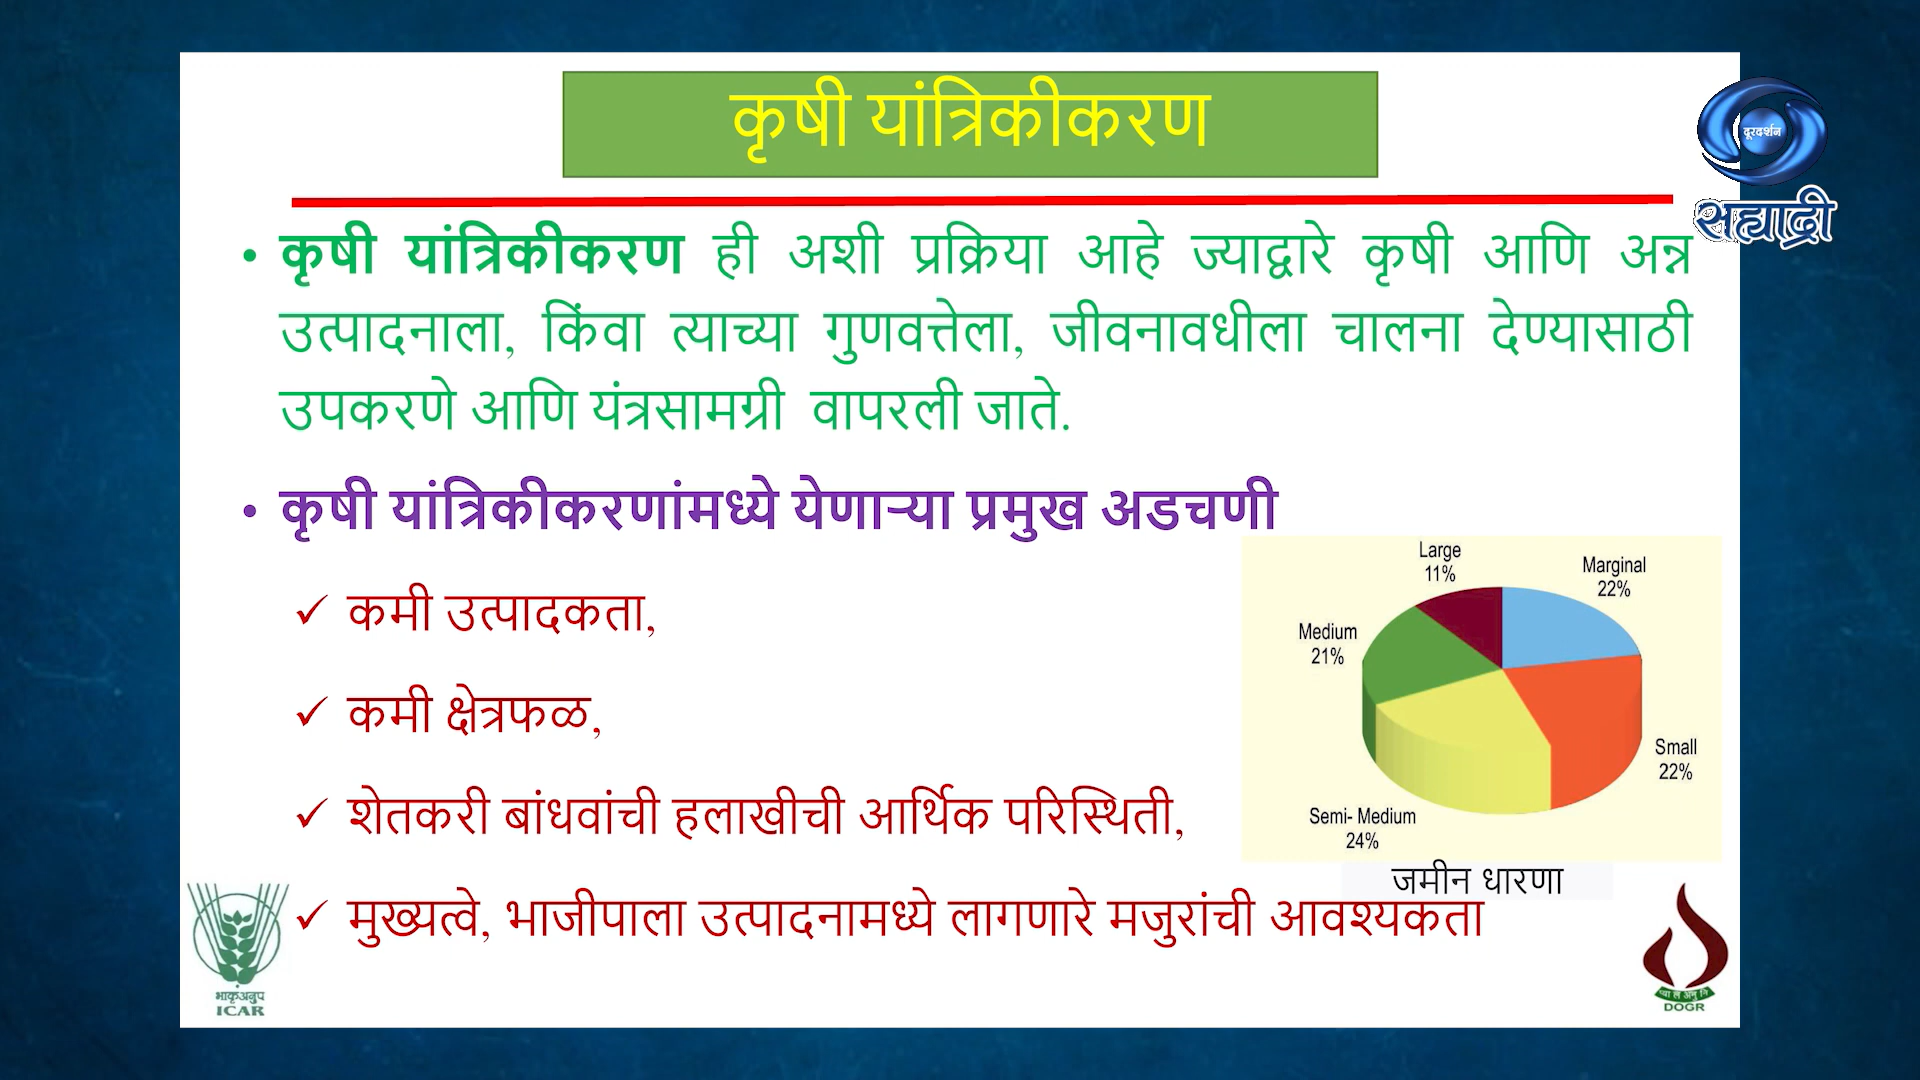 कृषी यांत्रिकीकरण
दूरदर्शन
सह्याद्री
• कृषी यांत्रिकीकरण ही अशी प्रक्रिया आहे ज्याद्वारे कृषी आणि अन्न
उत्पादनाला, किंवा त्याच्या गुणवत्तेला, जीवनावधीला चालना देण्यासाठी
उपकरणे आणि यंत्रसामग्री वापरली जाते.
• कृषी यांत्रिकीकरणांमध्ये येणाऱ्या प्रमुख अडचणी
✓ कमी उत्पादकता,
✓ कमी क्षेत्रफळ,
✓ शेतकरी बांधवांची हलाखीची आर्थिक परिस्थिती,
✓ मुख्यत्वे, भाजीपाला उत्पादनामध्ये लागणारे मजुरांची आवश्यकता
Large
11%
Marginal
22%
Medium
21%
Small
22%
Semi- Medium
24%
जमीन धारणा
भाकृअनुप
ICAR
DOGR